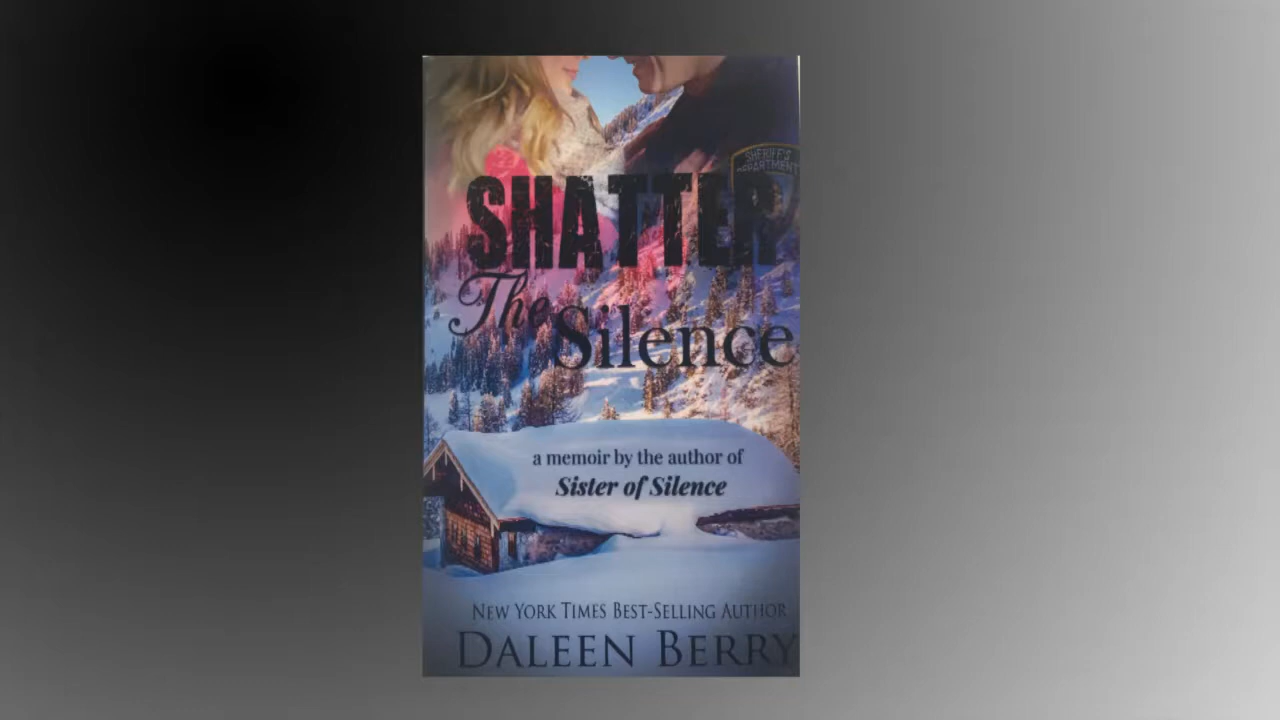 SHERIFF'S
DEPARTMENT
SHATTER
The
Silence
a memoir by the author of
Sister of Silence
NEW YORK TIMES BEST-SELLING AUTHOR
DALEEN BERRY